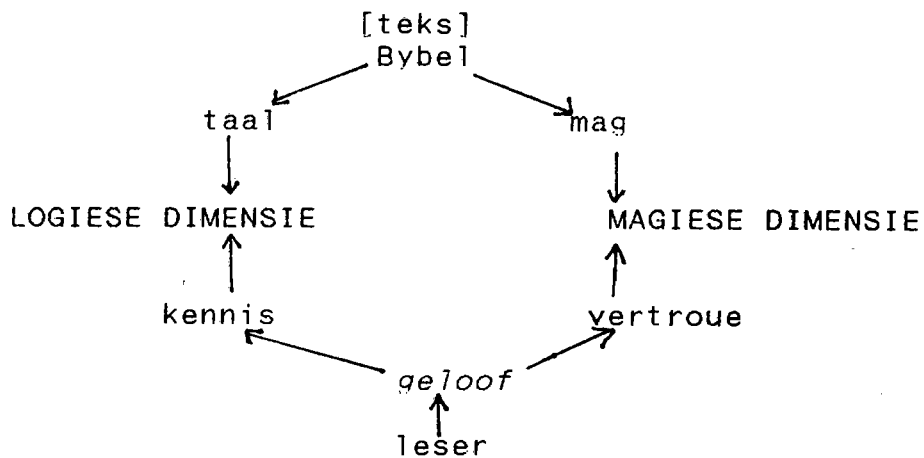 [teks]
Bybel
taal mag
LOGIESE DIMENSIE MAGIESE DIMENSIE
kennis vertroue
geloof
leser